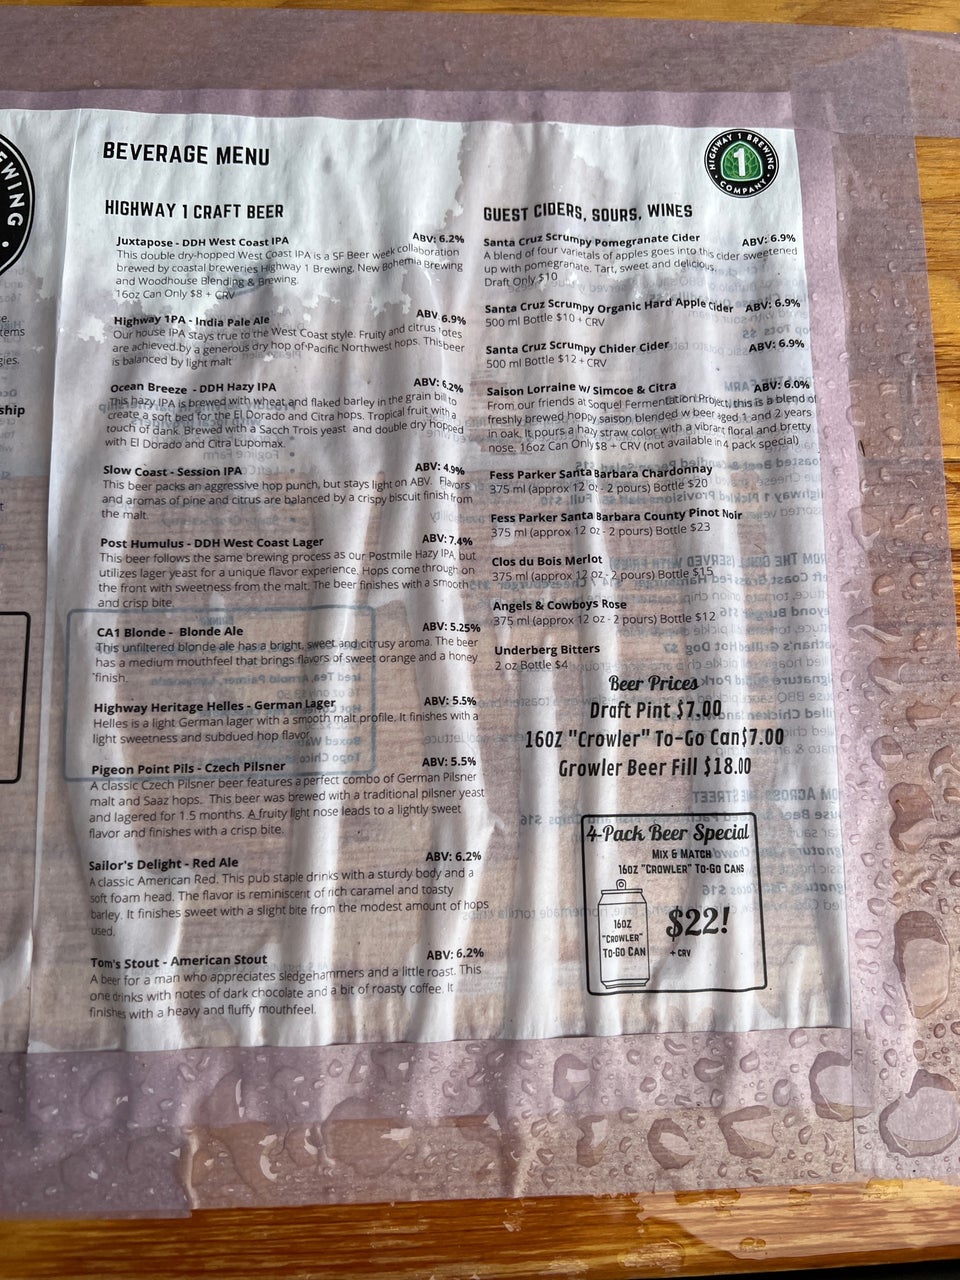 BEVERAGE MENU
HIGHWAY 1 BREWING
1
COMPANY
HIGHWAY 1 CRAFT BEER
Juxtapose - DDH West Coast IPA ABV: 6.2%
This double dry-hopped West Coast IPA is a SF Beer week collaboration
brewed by coastal breweries Highway 1 Brewing, New Bohemia Brewing
and Woodhouse Blending & Brewing.
16oz Can Only $8 + CRV
Highway 1PA - India Pale Ale ABV 6.9%
Our house IPA stays true to the West Coast style. Fruity and citrus notes
are achieved by a generous dry hop of Pacific Northwest hops. This beer
is balanced by light malt
Ocean Breeze - DDH Hazy IPA ABV: 6.2%
This hazy IPA is brewed with wheat and flaked barley in the grain bill to
create a soft bed for the El Dorado and Citra hops. Tropical fruit with a
touch of dank. Brewed with a Sacch Trois yeast and double dry hopped
with El Dorado and Citra Lupomax.
Slow Coast - Session IPA ABV: 4.9%
This beer packs an aggressive hop punch, but stays light on ABV. Flavors
and aromas of pine and citrus are balanced by a crispy biscuit finish from
the malt.
Post Humulus - DDH West Coast Lager ABV: 7.4%
This beer follows the same brewing process as our Postmile Hazy IPA, but
utilizes lager yeast for a unique flavor experience. Hops come through on
the front with sweetness from the malt. The beer finishes with a smooth
and crisp bite.
CA1 Blonde - Blonde Ale ABV: 5.25%
This unfiltered blonde ale has a bright, sweet and citrusy aroma. The beer
has a medium mouthfeel that brings flavors of sweet orange and a honey
finish.
Highway Heritage Helles - German Lager ABV: 5.5%
Helles is a light German lager with a smooth malt profile. It finishes with a
light sweetness and subdued hop flavor.
Pigeon Point Pils - Czech Pilsner ABV: 5.5%
A classic Czech Pilsner beer features a perfect combo of German Pilsner
malt and Saaz hops. This beer was brewed with a traditional pilsner yeast
and lagered for 1.5 months. A fruity light nose leads to a lightly sweet
flavor and finishes with a crisp bite.
Sailor's Delight - Red Ale ABV: 6.2%
A classic American Red. This pub staple drinks with a sturdy body and a
soft foam head. The flavor is reminiscent of rich caramel and toasty
barley. It finishes sweet with a slight bite from the modest amount of hops
used.
Tom's Stout - American Stout ABV: 6.2%
A beer for a man who appreciates sledgehammers and a little roast. This
one drinks with notes of dark chocolate and a bit of roasty coffee. It
finishes with a heavy and fluffy mouthfeel.
GUEST CIDERS, SOURS, WINES
Santa Cruz Scrumpy Pomegranate Cider ABV: 6.9%
A blend of four varietals of apples goes into this cider sweetened
up with pomegranate. Tart, sweet and delicious.
Draft Only $10
Santa Cruz Scrumpy Organic Hard Apple Cider ABV: 6.9%
500 ml Bottle $10 + CRV
Santa Cruz Scrumpy Chider Cider ABV: 6.9%
500 ml Bottle $12 + CRV
Saison Lorraine w/ Simcoe & Citra ABV: 6.0%
From our friends at Soquel Fermentation Project, this is a blend of
freshly brewed hoppy saison blended w beer aged 1 and 2 years
in oak. It pours a hazy straw color with a vibrant floral and bretty
nose. 16oz Can Only $8 + CRV (not available in 4 pack special)
Fess Parker Santa Barbara Chardonnay
375 ml (approx 12 oz - 2 pours) Bottle $20
Fess Parker Santa Barbara County Pinot Noir
375 ml (approx 12 oz - 2 pours) Bottle $23
Clos du Bois Merlot
375 ml (approx 12 oz - 2 pours) Bottle $15
Angels & Cowboys Rose
375 ml (approx 12 oz - 2 pours) Bottle $12
Underberg Bitters
2 oz Bottle $4
Beer Prices
Draft Pint $7.00
16OZ "Crowler" To-Go Can$7.00
Growler Beer Fill $18.00
4-Pack Beer Special
MIX & MATCH
16OZ "CROWLER" TO-GO CANS
16OZ
"CROWLER"
TO-GO CAN
$22!
+ CRV